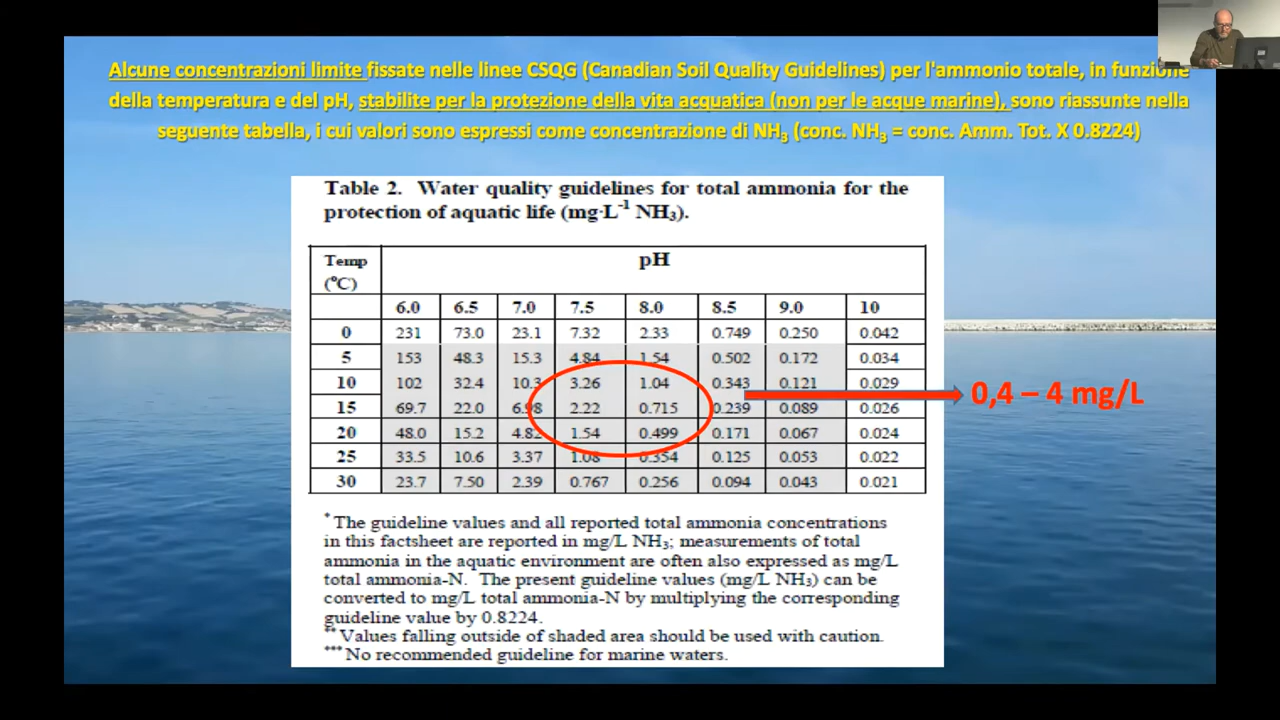 Alcune concentrazioni limite fissate nelle linee CSQG (Canadian Soil Quality Guidelines) per l'ammonio totale, in funzione
della temperatura e del pH, stabilite per la protezione della vita acquatica (non per le acque marine), sono riassunte nella
seguente tabella, i cui valori sono espressi come concentrazione di NH₃ (conc. NH₃ = conc. Amm. Tot. X 0.8224)
Table 2. Water quality guidelines for total ammonia for the
protection of aquatic life (mg·L⁻¹ NH₃).
Temp (°C) pH
6.0 6.5 7.0 7.5 8.0 8.5 9.0 10
0 231 73.0 23.1 7.32 2.33 0.749 0.250 0.042
5 153 48.3 15.3 4.84 1.54 0.502 0.172 0.034
10 102 32.4 10.3 3.26 1.04 0.343 0.121 0.029
15 69.7 22.0 6.98 2.22 0.715 0.239 0.089 0.026
20 48.0 15.2 4.82 1.54 0.499 0.171 0.067 0.024
25 33.5 10.6 3.37 1.08 0.354 0.125 0.053 0.022
30 23.7 7.50 2.39 0.767 0.256 0.094 0.043 0.021
0,4 – 4 mg/L
* The guideline values and all reported total ammonia concentrations
in this factsheet are reported in mg/L NH₃; measurements of total
ammonia in the aquatic environment are often also expressed as mg/L
total ammonia-N. The present guideline values (mg/L NH₃) can be
converted to mg/L total ammonia-N by multiplying the corresponding
guideline value by 0.8224.
** Values falling outside of shaded area should be used with caution.
*** No recommended guideline for marine waters.